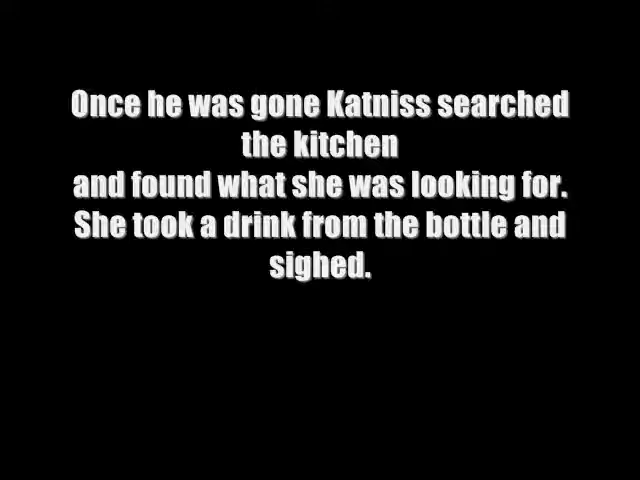 Once he was gone Katniss searched
the kitchen
and found what she was looking for.
She took a drink from the bottle and
sighed.